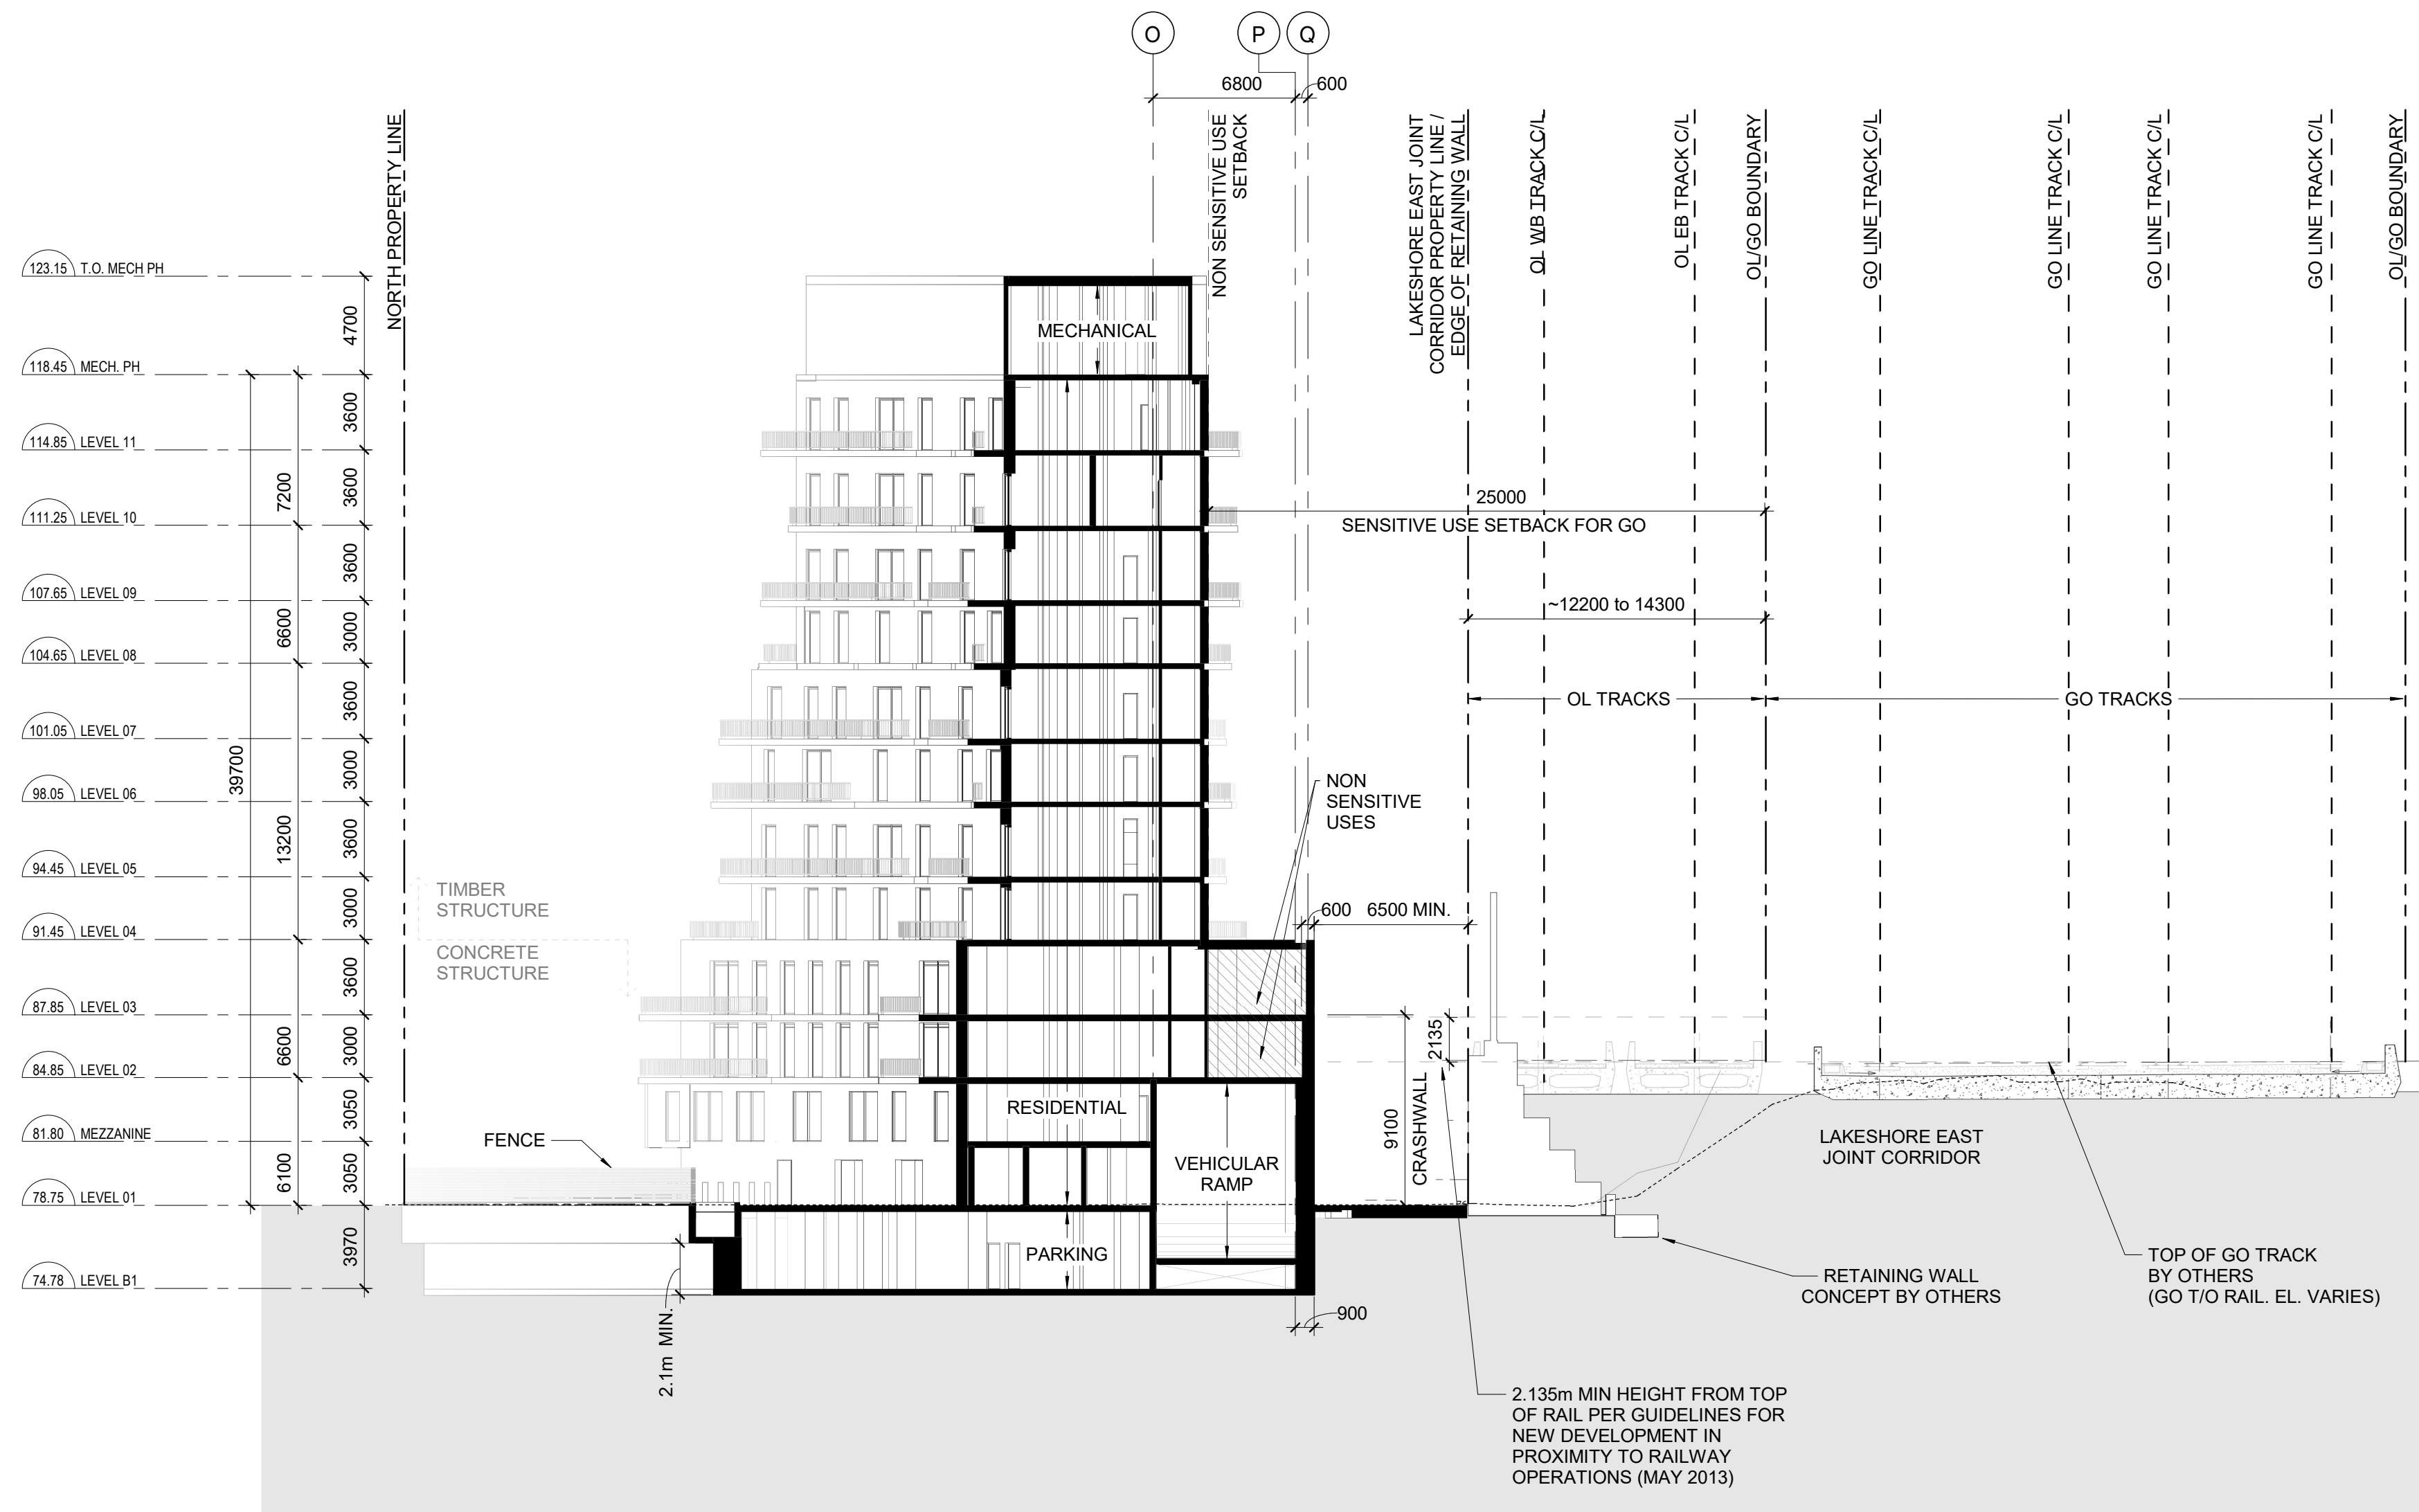 O
P
Q
6800
600
NORTH PROPERTY LINE
NON SENSITIVE USE
SETBACK
LAKESHORE EAST JOINT
CORRIDOR PROPERTY LINE /
EDGE OF RETAINING WALL
OL WB TRACK C/L
OL EB TRACK C/L
OL/GO BOUNDARY
GO LINE TRACK C/L
GO LINE TRACK C/L
GO LINE TRACK C/L
GO LINE TRACK C/L
OL/GO BOUNDARY
123.15 T.O. MECH PH
4700
MECHANICAL
118.45 MECH. PH
3600
114.85 LEVEL 11
7200
3600
111.25 LEVEL 10
25000
SENSITIVE USE SETBACK FOR GO
3600
107.65 LEVEL 09
~12200 to 14300
6600
3000
104.65 LEVEL 08
3600
OL TRACKS
GO TRACKS
101.05 LEVEL 07
39700
3000
NON
SENSITIVE
USES
98.05 LEVEL 06
13200
3600
94.45 LEVEL 05
TIMBER
STRUCTURE
3000
600
6500 MIN.
91.45 LEVEL 04
CONCRETE
STRUCTURE
3600
87.85 LEVEL 03
6600
3000
2135
84.85 LEVEL 02
3050
RESIDENTIAL
9100
CRASHWALL
81.80 MEZZANINE
FENCE
LAKESHORE EAST
JOINT CORRIDOR
6100
3050
VEHICULAR
RAMP
78.75 LEVEL 01
3970
PARKING
74.78 LEVEL B1
2.1m MIN.
900
RETAINING WALL
CONCEPT BY OTHERS
TOP OF GO TRACK
BY OTHERS
(GO T/O RAIL. EL. VARIES)
2.135m MIN HEIGHT FROM TOP
OF RAIL PER GUIDELINES FOR
NEW DEVELOPMENT IN
PROXIMITY TO RAILWAY
OPERATIONS (MAY 2013)